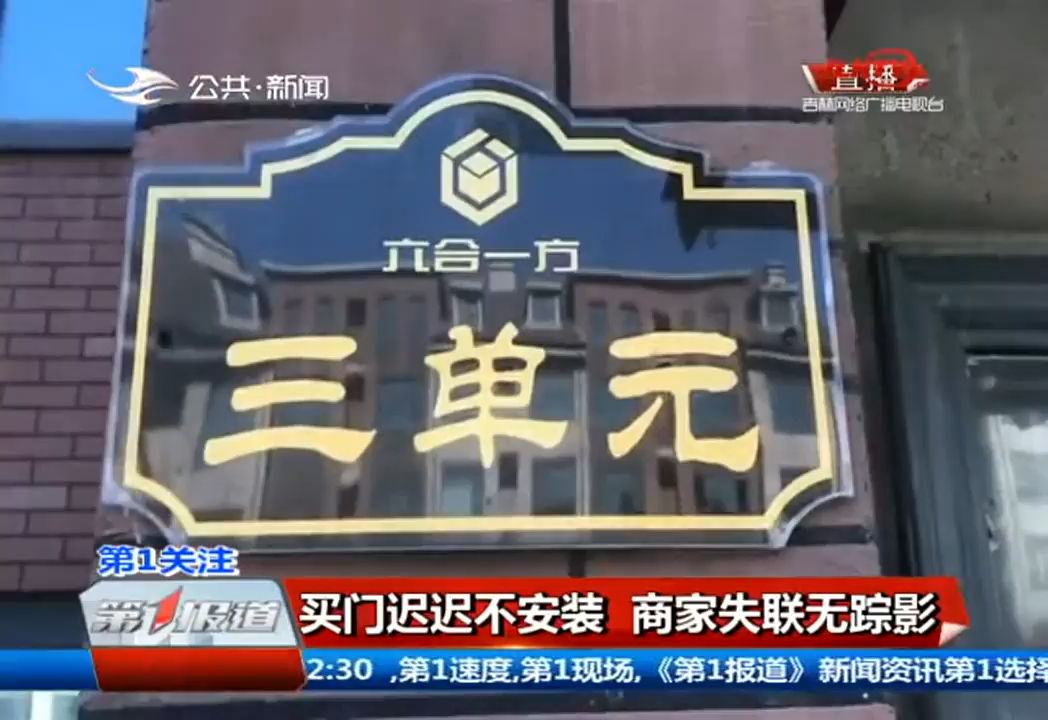 公共·新闻
直播
吉林网络广播电视台
六合一方
三单元
第1关注
第1报道
买门迟迟不安装 商家失联无踪影
2:30 ,第1速度,第1现场,《第1报道》新闻资讯第1选择